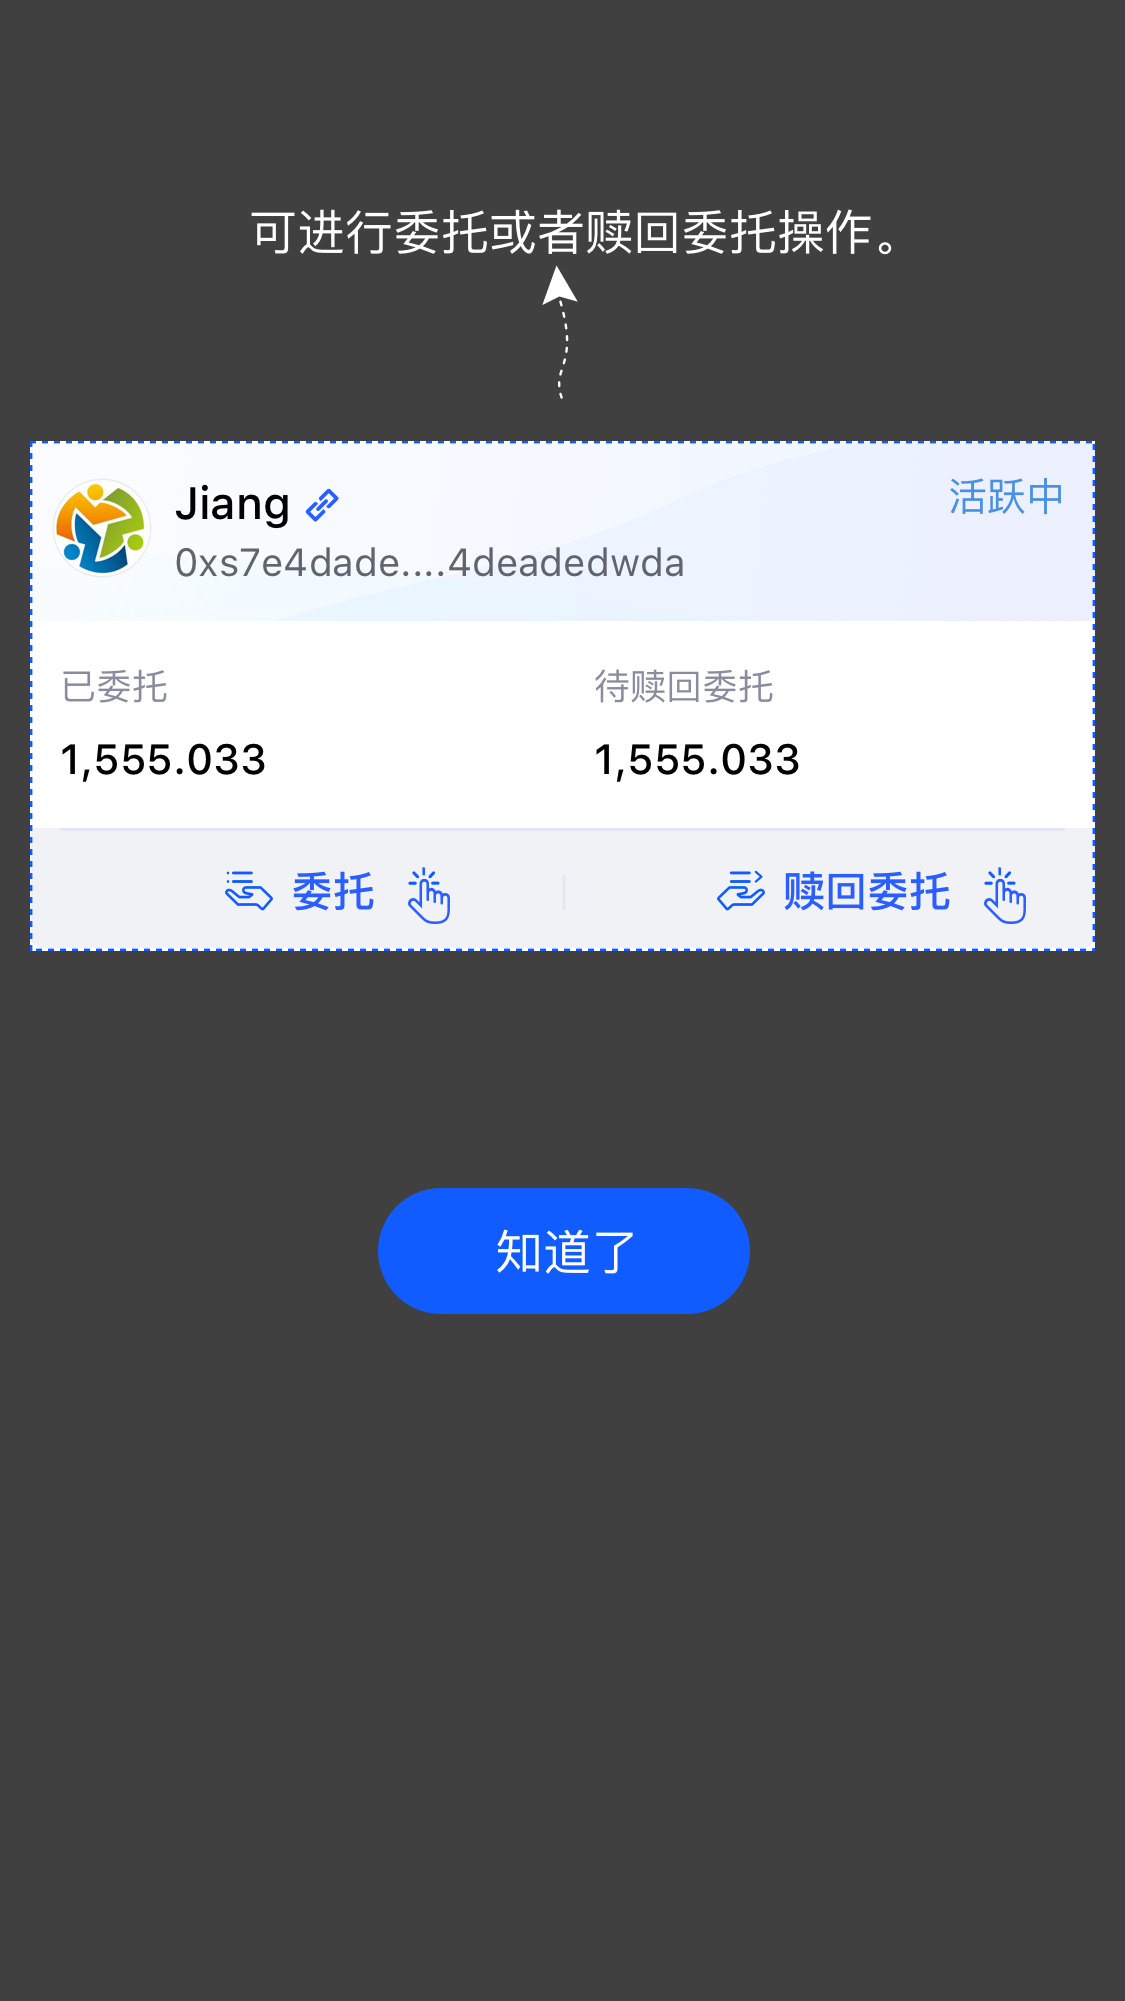 可进行委托或者赎回委托操作。
Jiang
活跃中
0xs7e4dade....4deadedwda
已委托
待赎回委托
1,555.033
1,555.033
委托
赎回委托
知道了